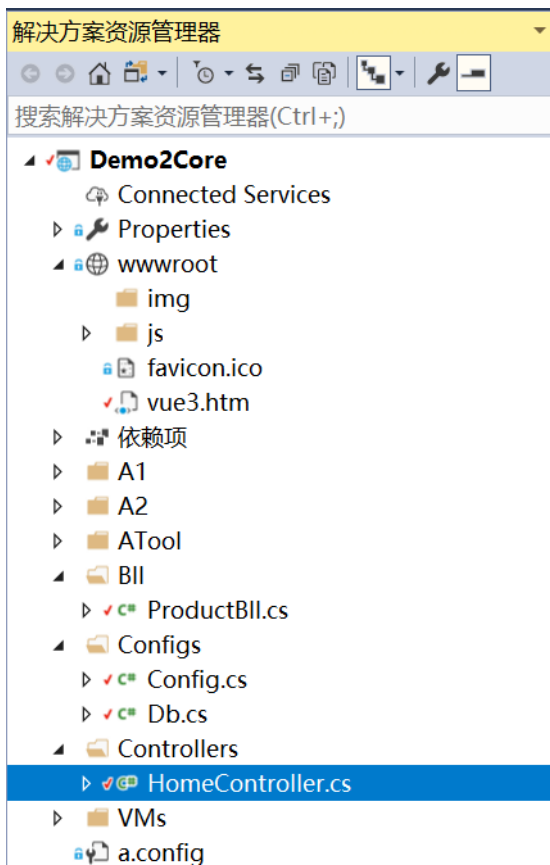 解决方案资源管理器
搜索解决方案资源管理器(Ctrl+;)
Demo2Core
Connected Services
Properties
wwwroot
img
js
favicon.ico
vue3.htm
依赖项
A1
A2
ATool
Bll
C# ProductBll.cs
Configs
C# Config.cs
C# Db.cs
Controllers
C# HomeController.cs
VMs
a.config